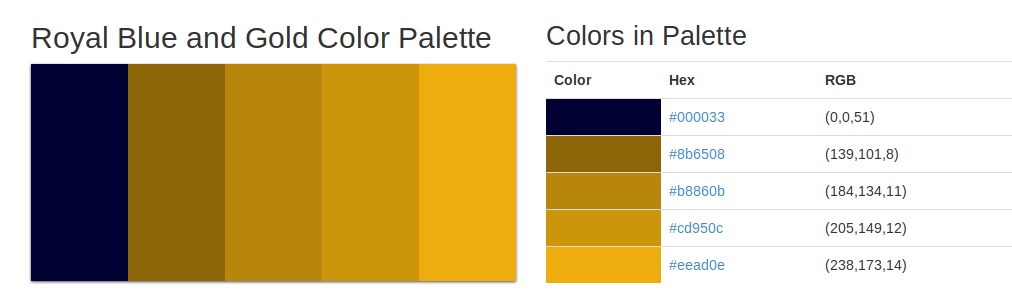 Royal Blue and Gold Color Palette
Colors in Palette
Color Hex RGB
#000033 (0,0,51)
#8b6508 (139,101,8)
#b8860b (184,134,11)
#cd950c (205,149,12)
#eead0e (238,173,14)